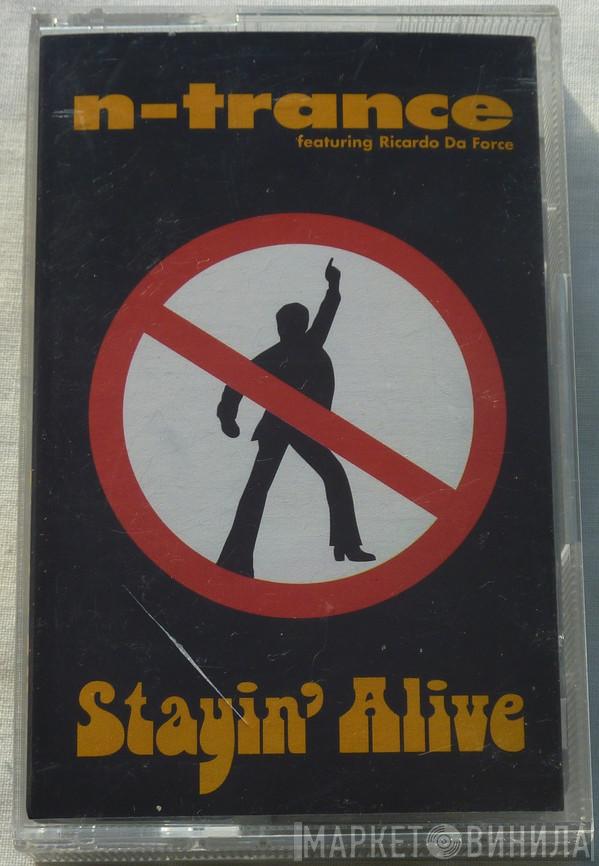 n-trance
featuring Ricardo Da Force
Stayin' Alive
МАРКЕТ ВИНИЛА